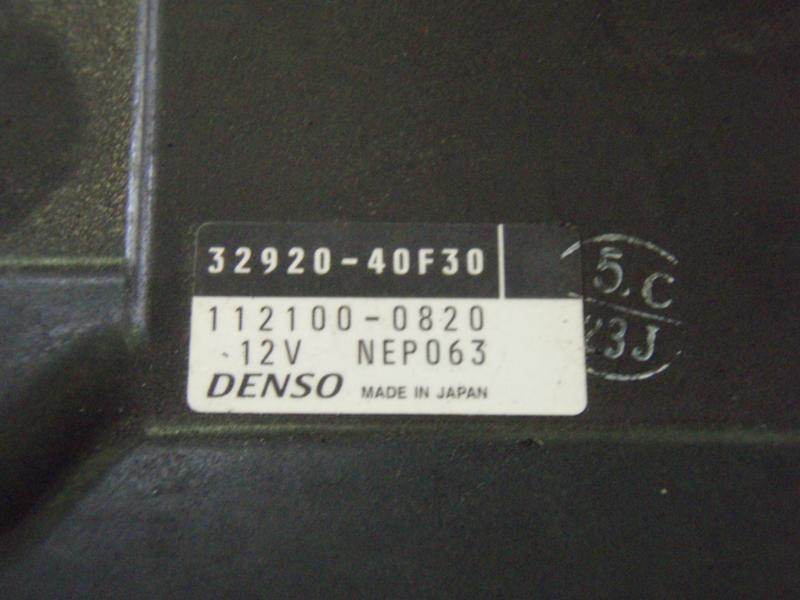 32920-40F30
112100-0820
12V NEP063
DENSO MADE IN JAPAN
5.C
23J